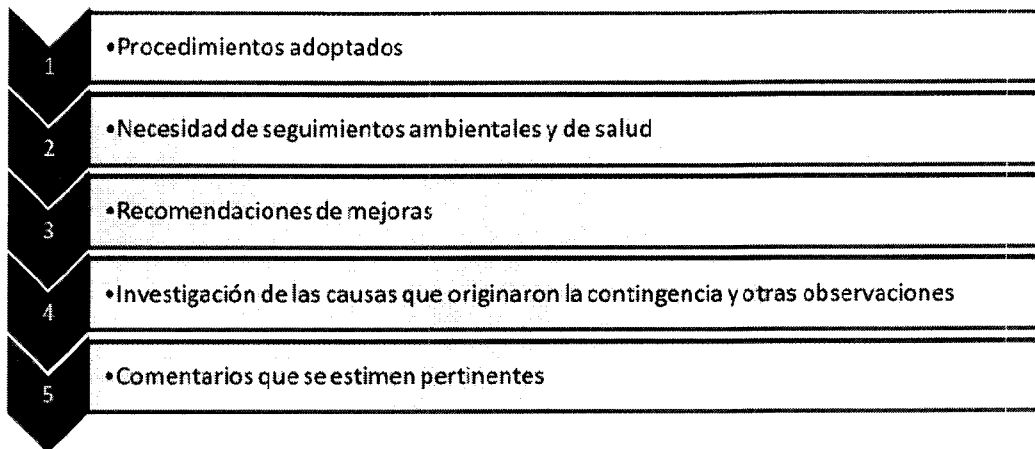 1
•Procedimientos adoptados
2
•Necesidad de seguimientos ambientales y de salud
3
•Recomendaciones de mejoras
4
•Investigación de las causas que originaron la contingencia y otras observaciones
5
•Comentarios que se estimen pertinentes